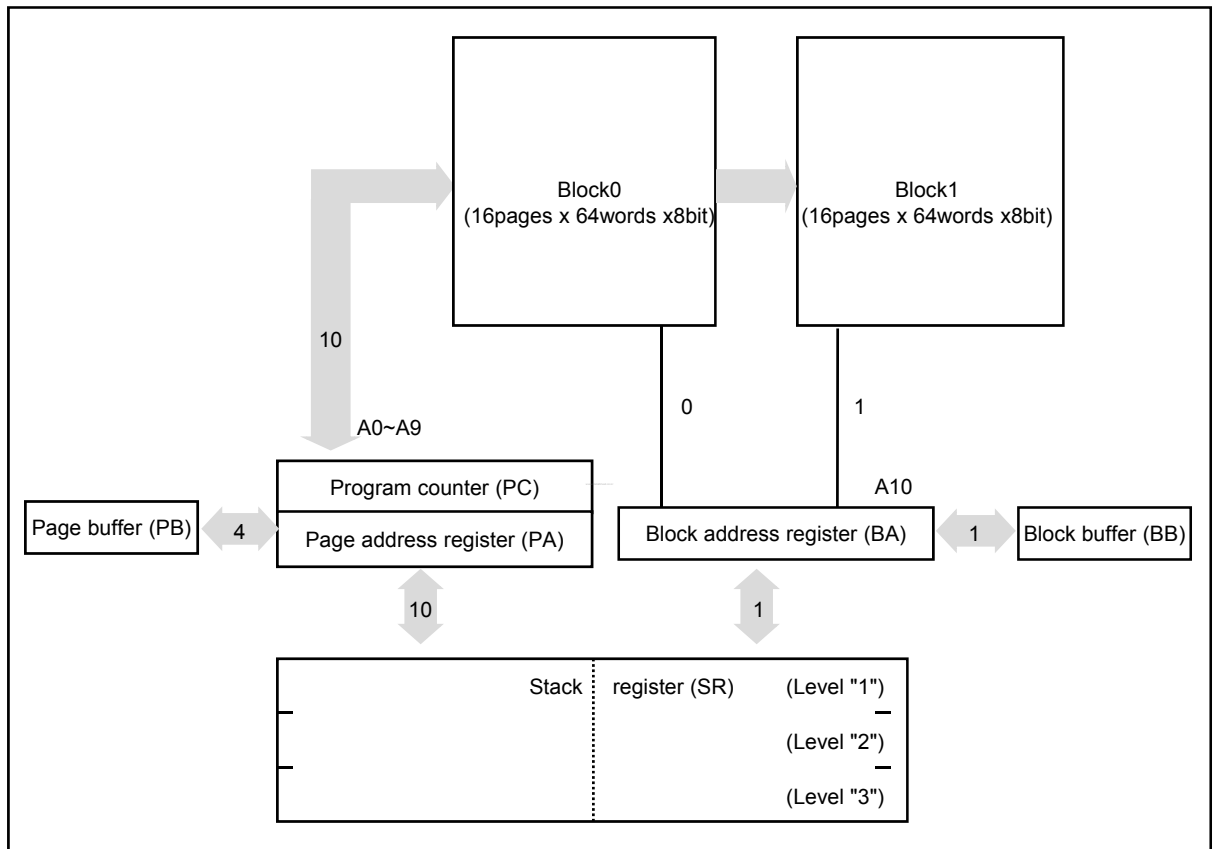 Block0
(16pages x 64words x8bit)
Block1
(16pages x 64words x8bit)
10
0
1
A0~A9
A10
Program counter (PC)
Page buffer (PB)
4
Page address register (PA)
Block address register (BA)
1
Block buffer (BB)
10
1
Stack register (SR) (Level "1")
(Level "2")
(Level "3")